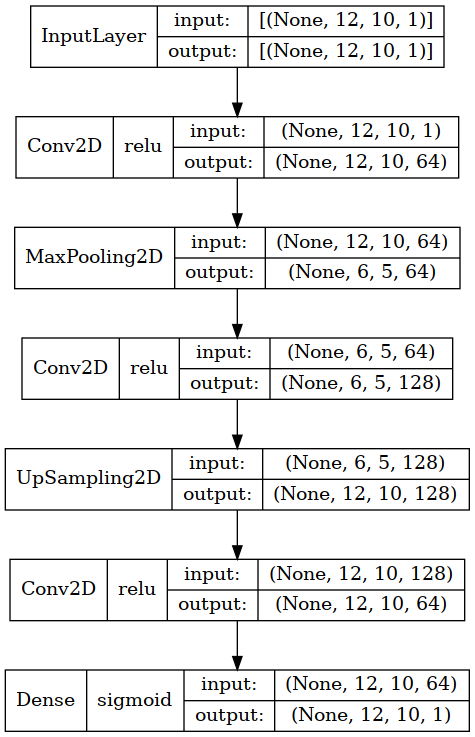 InputLayer input: [(None, 12, 10, 1)]
output: [(None, 12, 10, 1)]
Conv2D relu input: (None, 12, 10, 1)
output: (None, 12, 10, 64)
MaxPooling2D input: (None, 12, 10, 64)
output: (None, 6, 5, 64)
Conv2D relu input: (None, 6, 5, 64)
output: (None, 6, 5, 128)
UpSampling2D input: (None, 6, 5, 128)
output: (None, 12, 10, 128)
Conv2D relu input: (None, 12, 10, 128)
output: (None, 12, 10, 64)
Dense sigmoid input: (None, 12, 10, 64)
output: (None, 12, 10, 1)